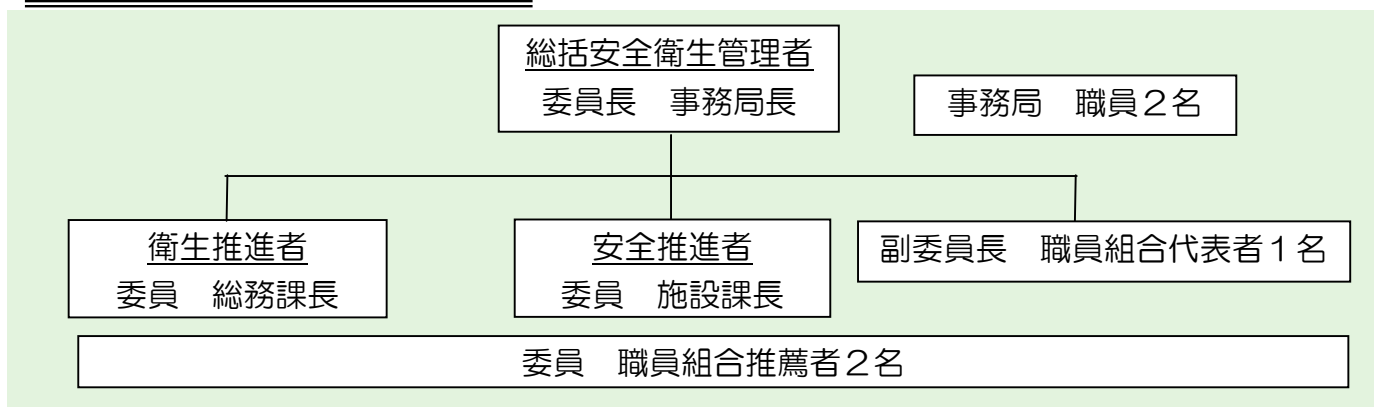 総括安全衛生管理者
委員長　事務局長
事務局　職員２名
衛生推進者
委員　総務課長
安全推進者
委員　施設課長
副委員長　職員組合代表者１名
委員　職員組合推薦者２名